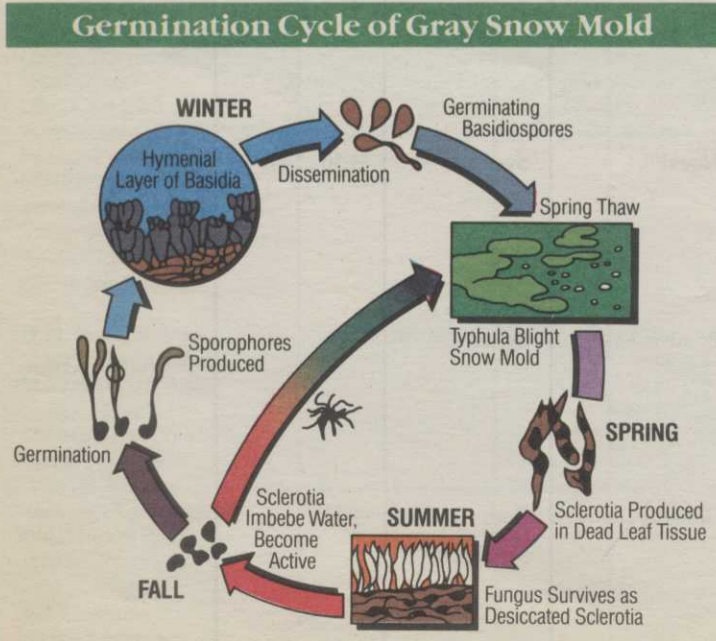 Germination Cycle of Gray Snow Mold
WINTER
Hymenial
Layer of Basidia
Dissemination
Germinating
Basidiospores
Spring Thaw
Typhula Blight
Snow Mold
SPRING
Sclerotia Produced
in Dead Leaf Tissue
SUMMER
Fungus Survives as
Desiccated Sclerotia
Sclerotia
Imbebe Water,
Become
Active
FALL
Germination
Sporophores
Produced